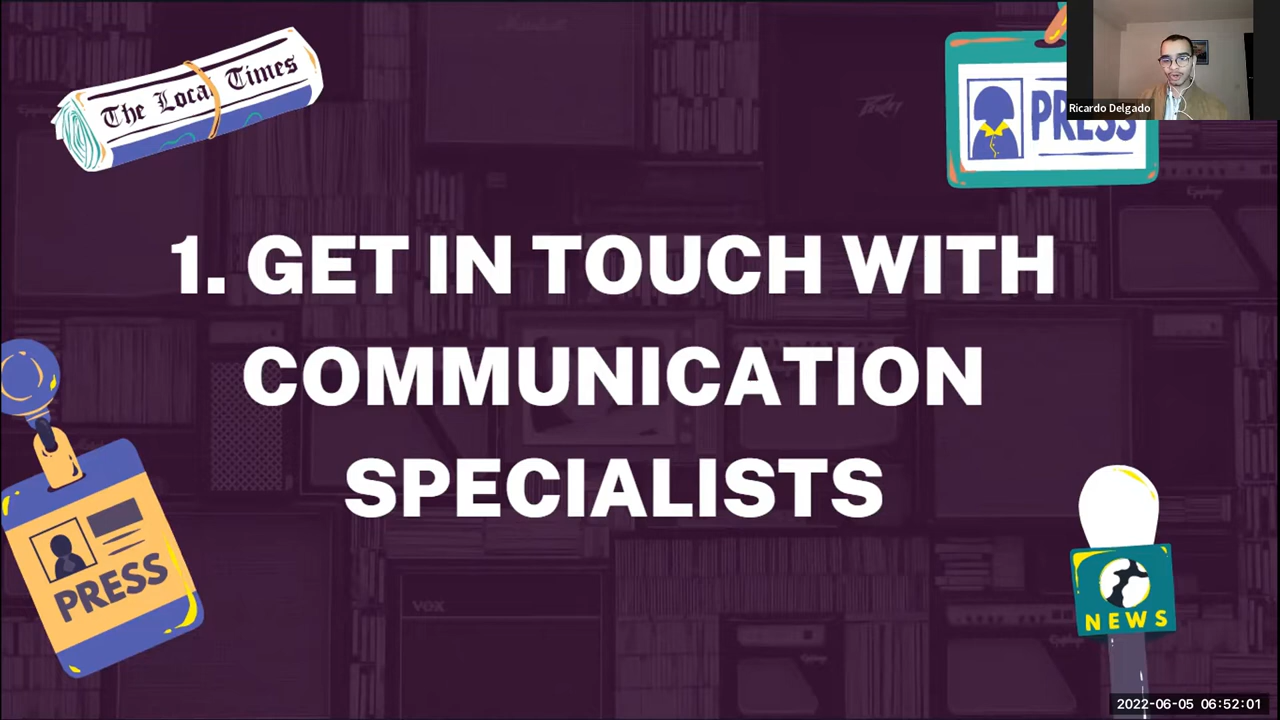 The Local Times
PRESS
Ricardo Delgado
1. GET IN TOUCH WITH
COMMUNICATION
SPECIALISTS
PRESS
VOX
NEWS
2022-06-05 06:52:01